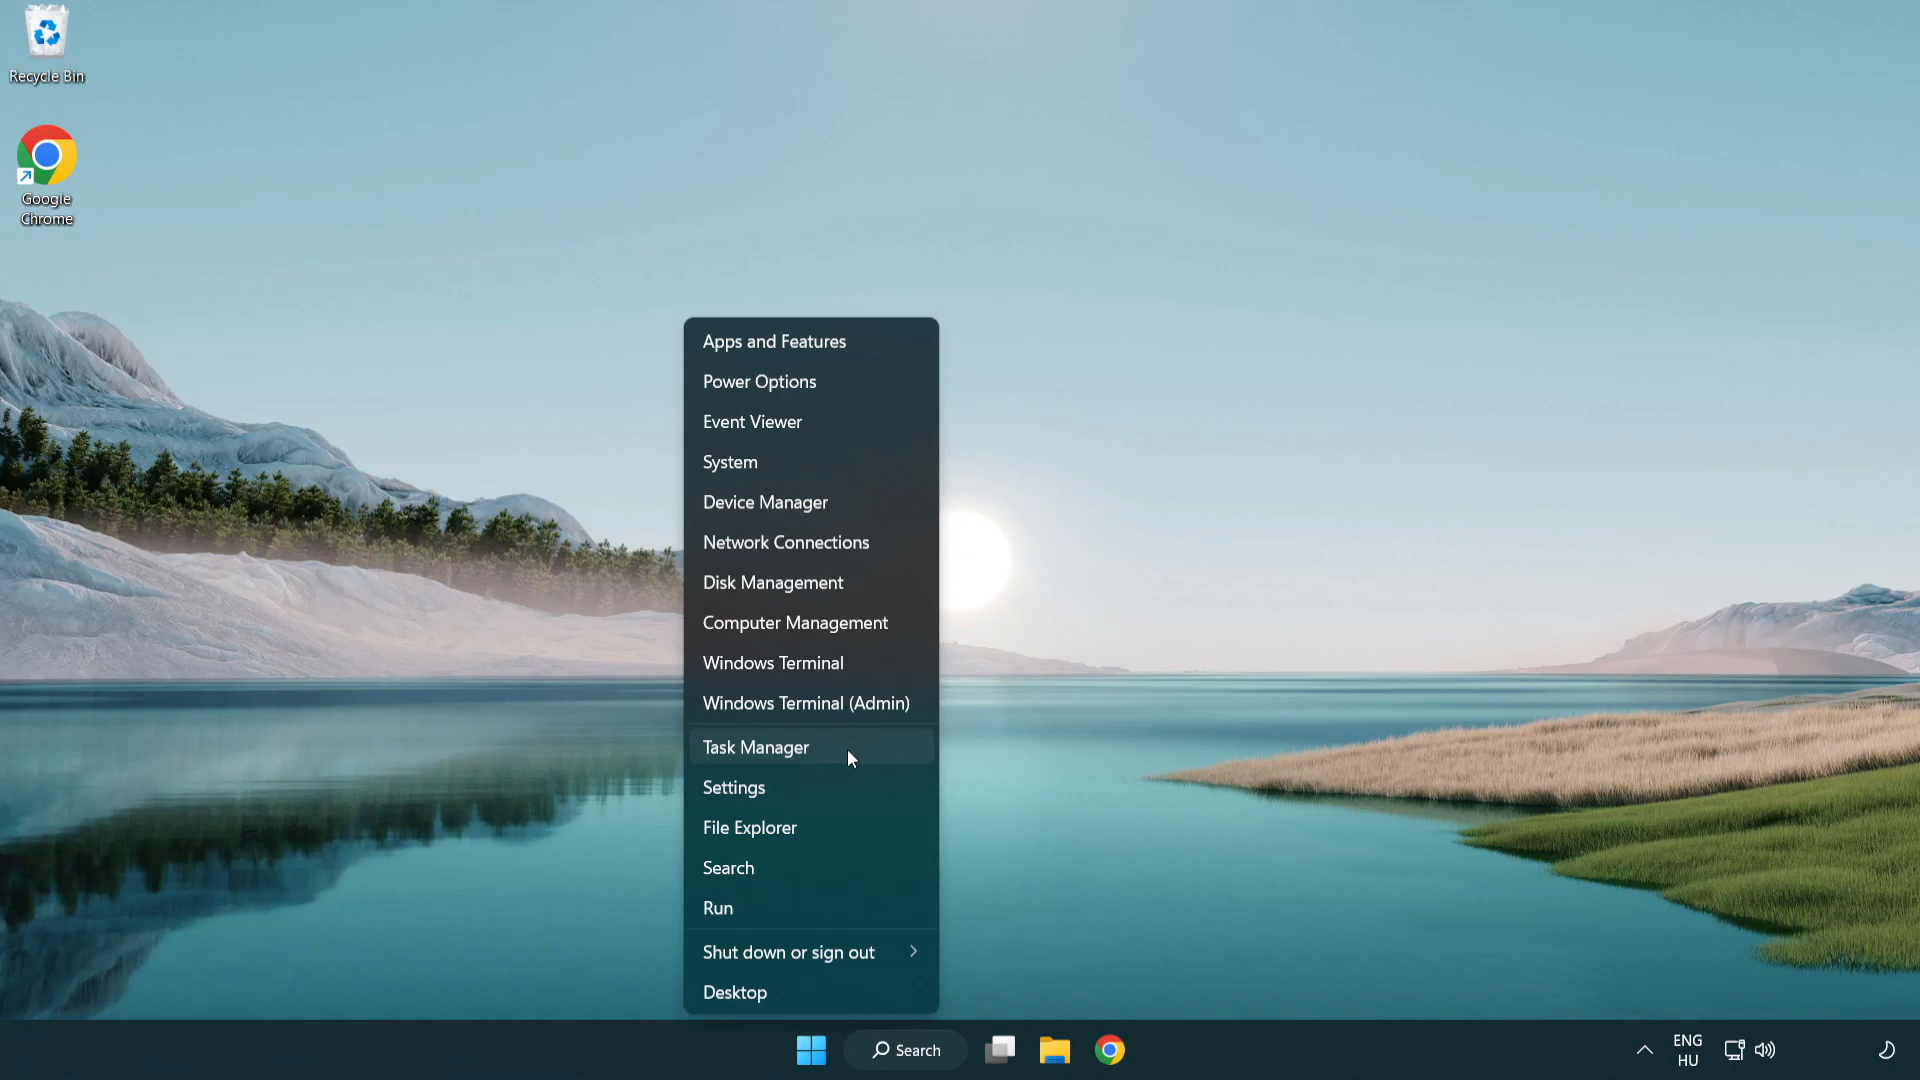 Recycle Bin
Google
Chrome
Apps and Features
Power Options
Event Viewer
System
Device Manager
Network Connections
Disk Management
Computer Management
Windows Terminal
Windows Terminal (Admin)
Task Manager
Settings
File Explorer
Search
Run
Shut down or sign out
Desktop
Search
ENG
HU